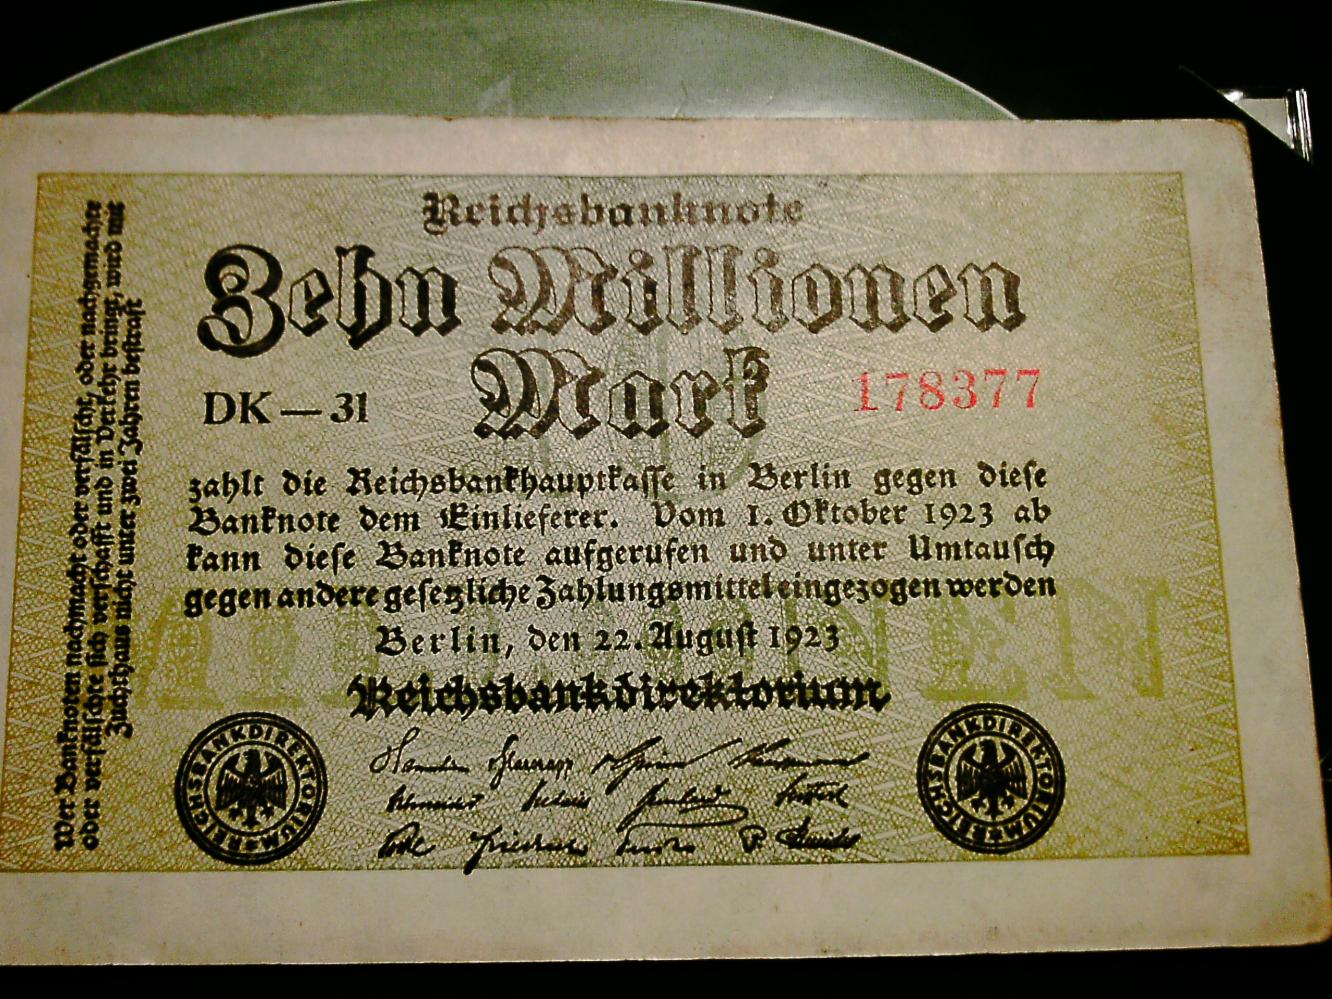 Reichsbanknote
Zehn Millionen
Mark
DK — 31
178377
zahlt die Reichsbankhauptkasse in Berlin gegen diese
Banknote dem Einlieferer. Vom 1. Oktober 1923 ab
kann diese Banknote aufgerufen und unter Umtausch
gegen andere gesetzliche Zahlungsmittel eingezogen werden
Berlin, den 22. August 1923
Reichsbankdirektorium
REICHSBANKDIREKTORIUM
REICHSBANKDIREKTORIUM
Wer Banknoten nachmacht oder verfälscht, oder nachgemachte
oder verfälschte sich verschafft und in Verkehr bringt, wird mit
Zuchthaus nicht unter zwei Jahren bestraft